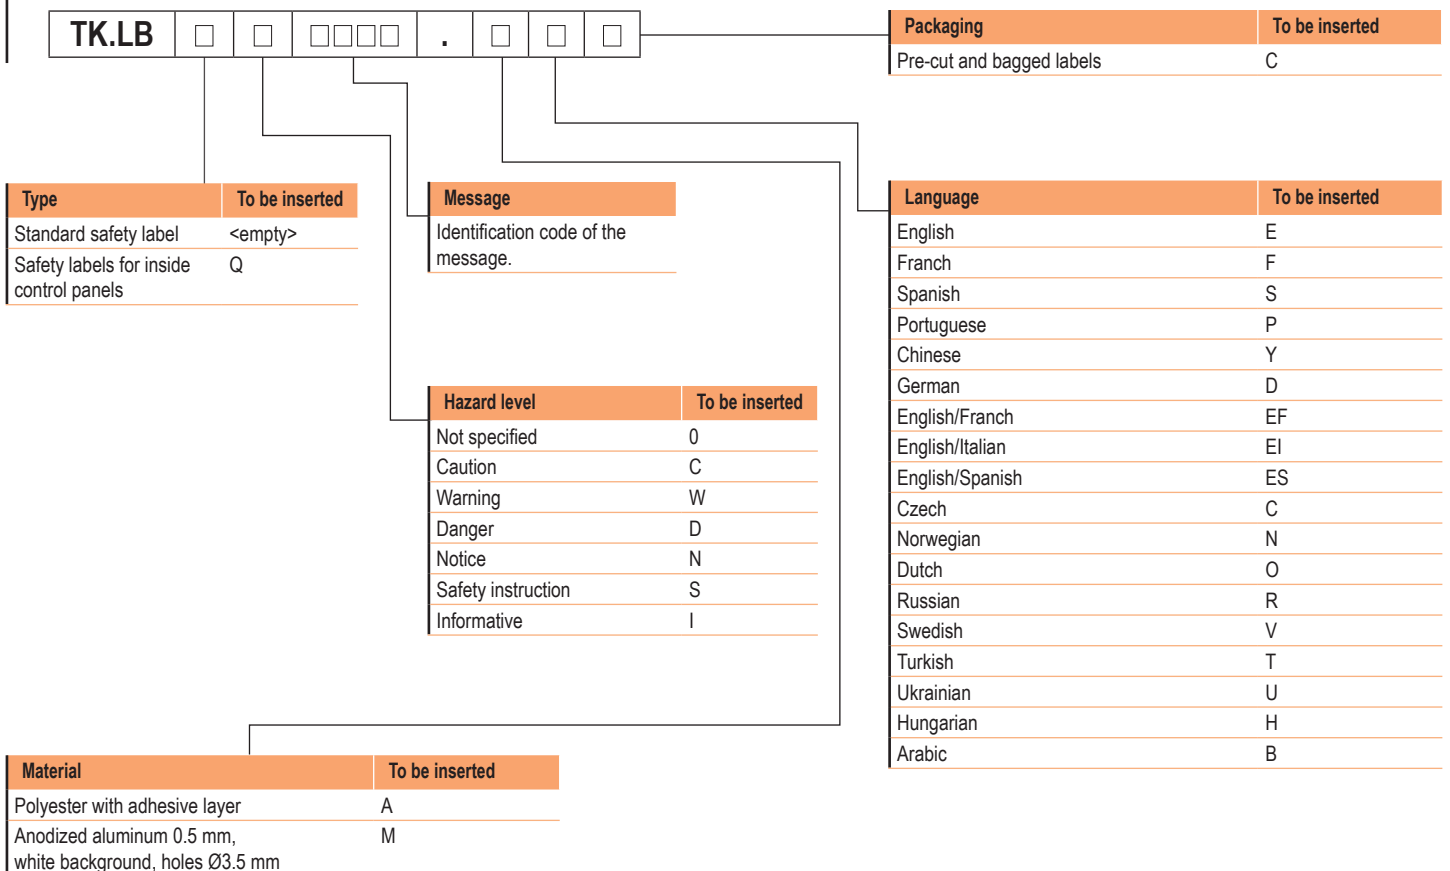 TK.LB □ □ □□□□ . □ □ □
Packaging To be inserted
Pre-cut and bagged labels C
Type To be inserted
Standard safety label <empty>
Safety labels for inside Q
control panels
Message
Identification code of the
message.
Hazard level To be inserted
Not specified 0
Caution C
Warning W
Danger D
Notice N
Safety instruction S
Informative I
Language To be inserted
English E
Franch F
Spanish S
Portuguese P
Chinese Y
German D
English/Franch EF
English/Italian EI
English/Spanish ES
Czech C
Norwegian N
Dutch O
Russian R
Swedish V
Turkish T
Ukrainian U
Hungarian H
Arabic B
Material To be inserted
Polyester with adhesive layer A
Anodized aluminum 0.5 mm, M
white background, holes Ø3.5 mm